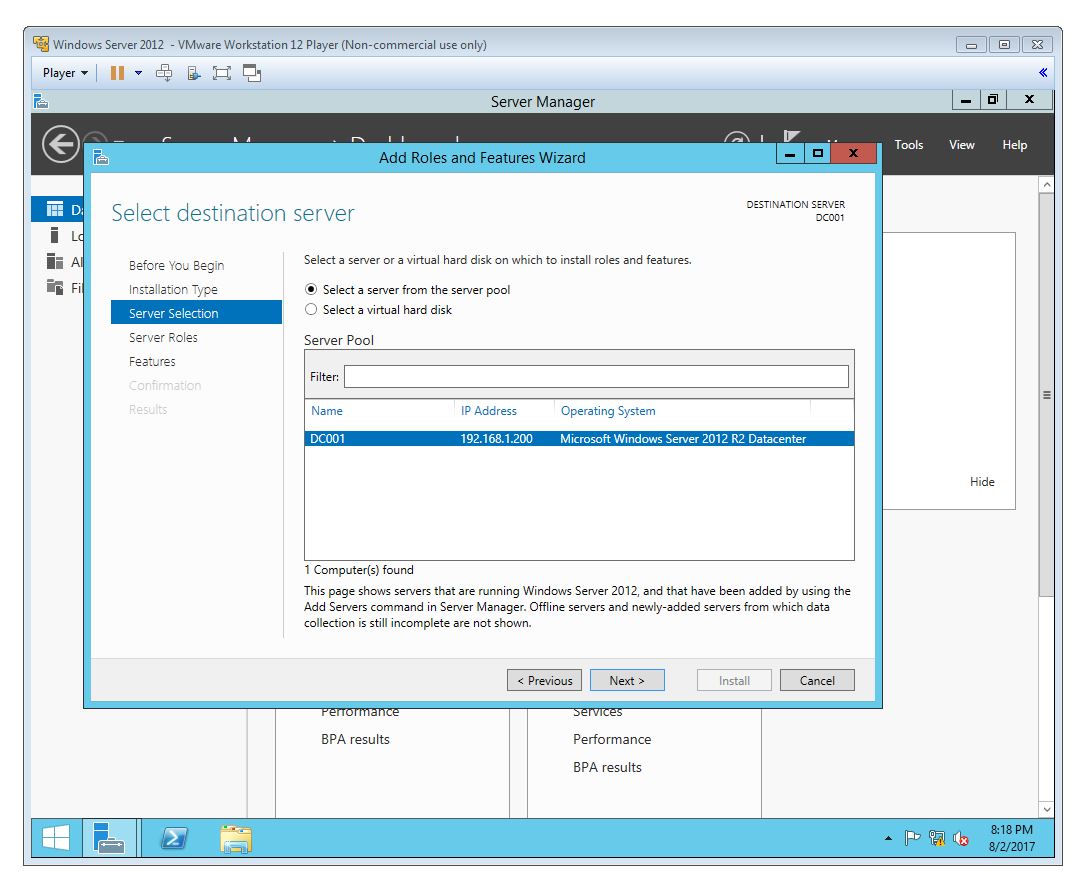 Windows Server 2012 - VMware Workstation 12 Player (Non-commercial use only)
Player
Server Manager
Tools View Help
Add Roles and Features Wizard
Select destination server
DESTINATION SERVER
DC001
Before You Begin
Installation Type
Server Selection
Server Roles
Features
Confirmation
Results
Select a server or a virtual hard disk on which to install roles and features.
Select a server from the server pool
Select a virtual hard disk
Server Pool
Filter:
Name IP Address Operating System
DC001 192.168.1.200 Microsoft Windows Server 2012 R2 Datacenter
1 Computer(s) found
This page shows servers that are running Windows Server 2012, and that have been added by using the
Add Servers command in Server Manager. Offline servers and newly-added servers from which data
collection is still incomplete are not shown.
< Previous Next > Install Cancel
Hide
Performance Services
BPA results Performance
BPA results
8:18 PM
8/2/2017